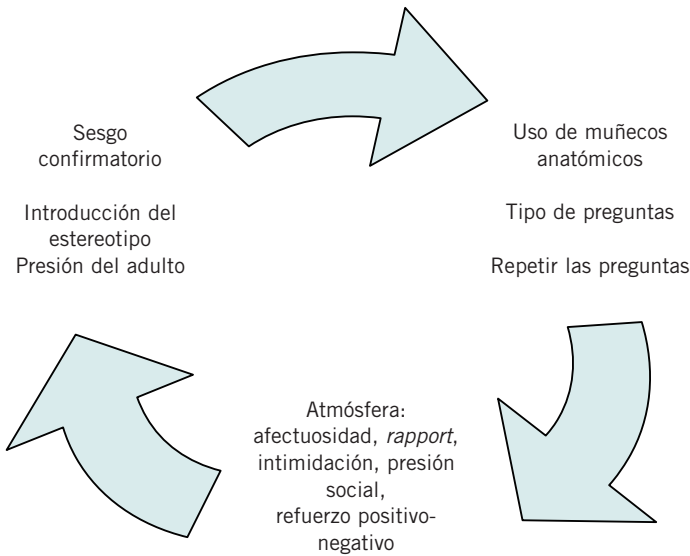 Sesgo
confirmatorio
Introducción del
estereotipo
Presión del adulto
Uso de muñecos
anatómicos
Tipo de preguntas
Repetir las preguntas
Atmósfera:
afectuosidad, rapport,
intimidación, presión
social,
refuerzo positivo-
negativo